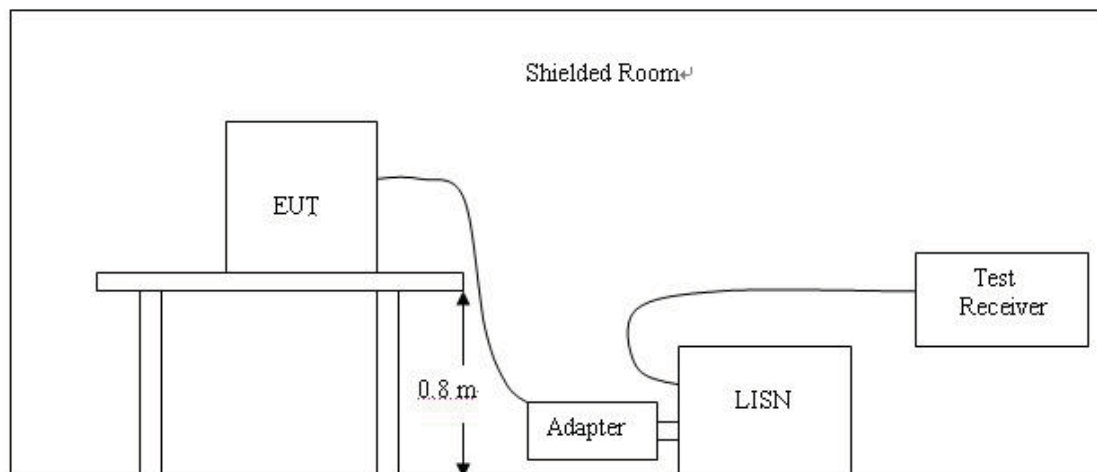 Shielded Room↵
EUT
Test
Receiver
0.8 m
LISN
Adapter